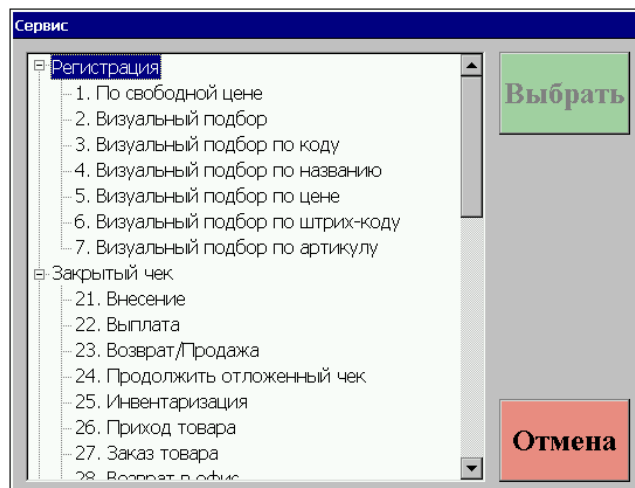 Сервис
Регистрация
1. По свободной цене
2. Визуальный подбор
3. Визуальный подбор по коду
4. Визуальный подбор по названию
5. Визуальный подбор по цене
6. Визуальный подбор по штрих-коду
7. Визуальный подбор по артикулу
Закрытый чек
21. Внесение
22. Выплата
23. Возврат/Продажа
24. Продолжить отложенный чек
25. Инвентаризация
26. Приход товара
27. Заказ товара
28. Возврат в офис
Выбрать
Отмена